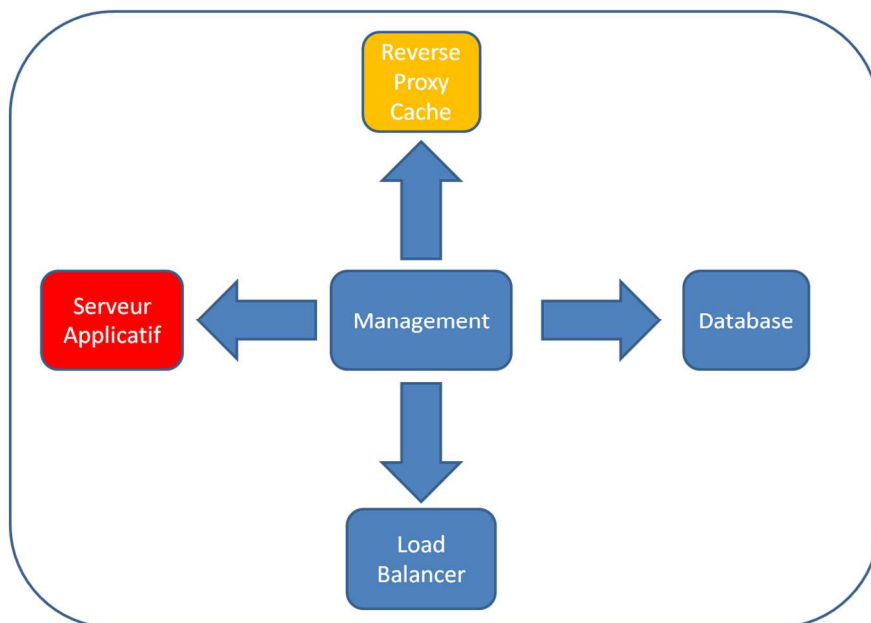 Reverse
Proxy
Cache
Serveur
Applicatif
Management
Database
Load
Balancer